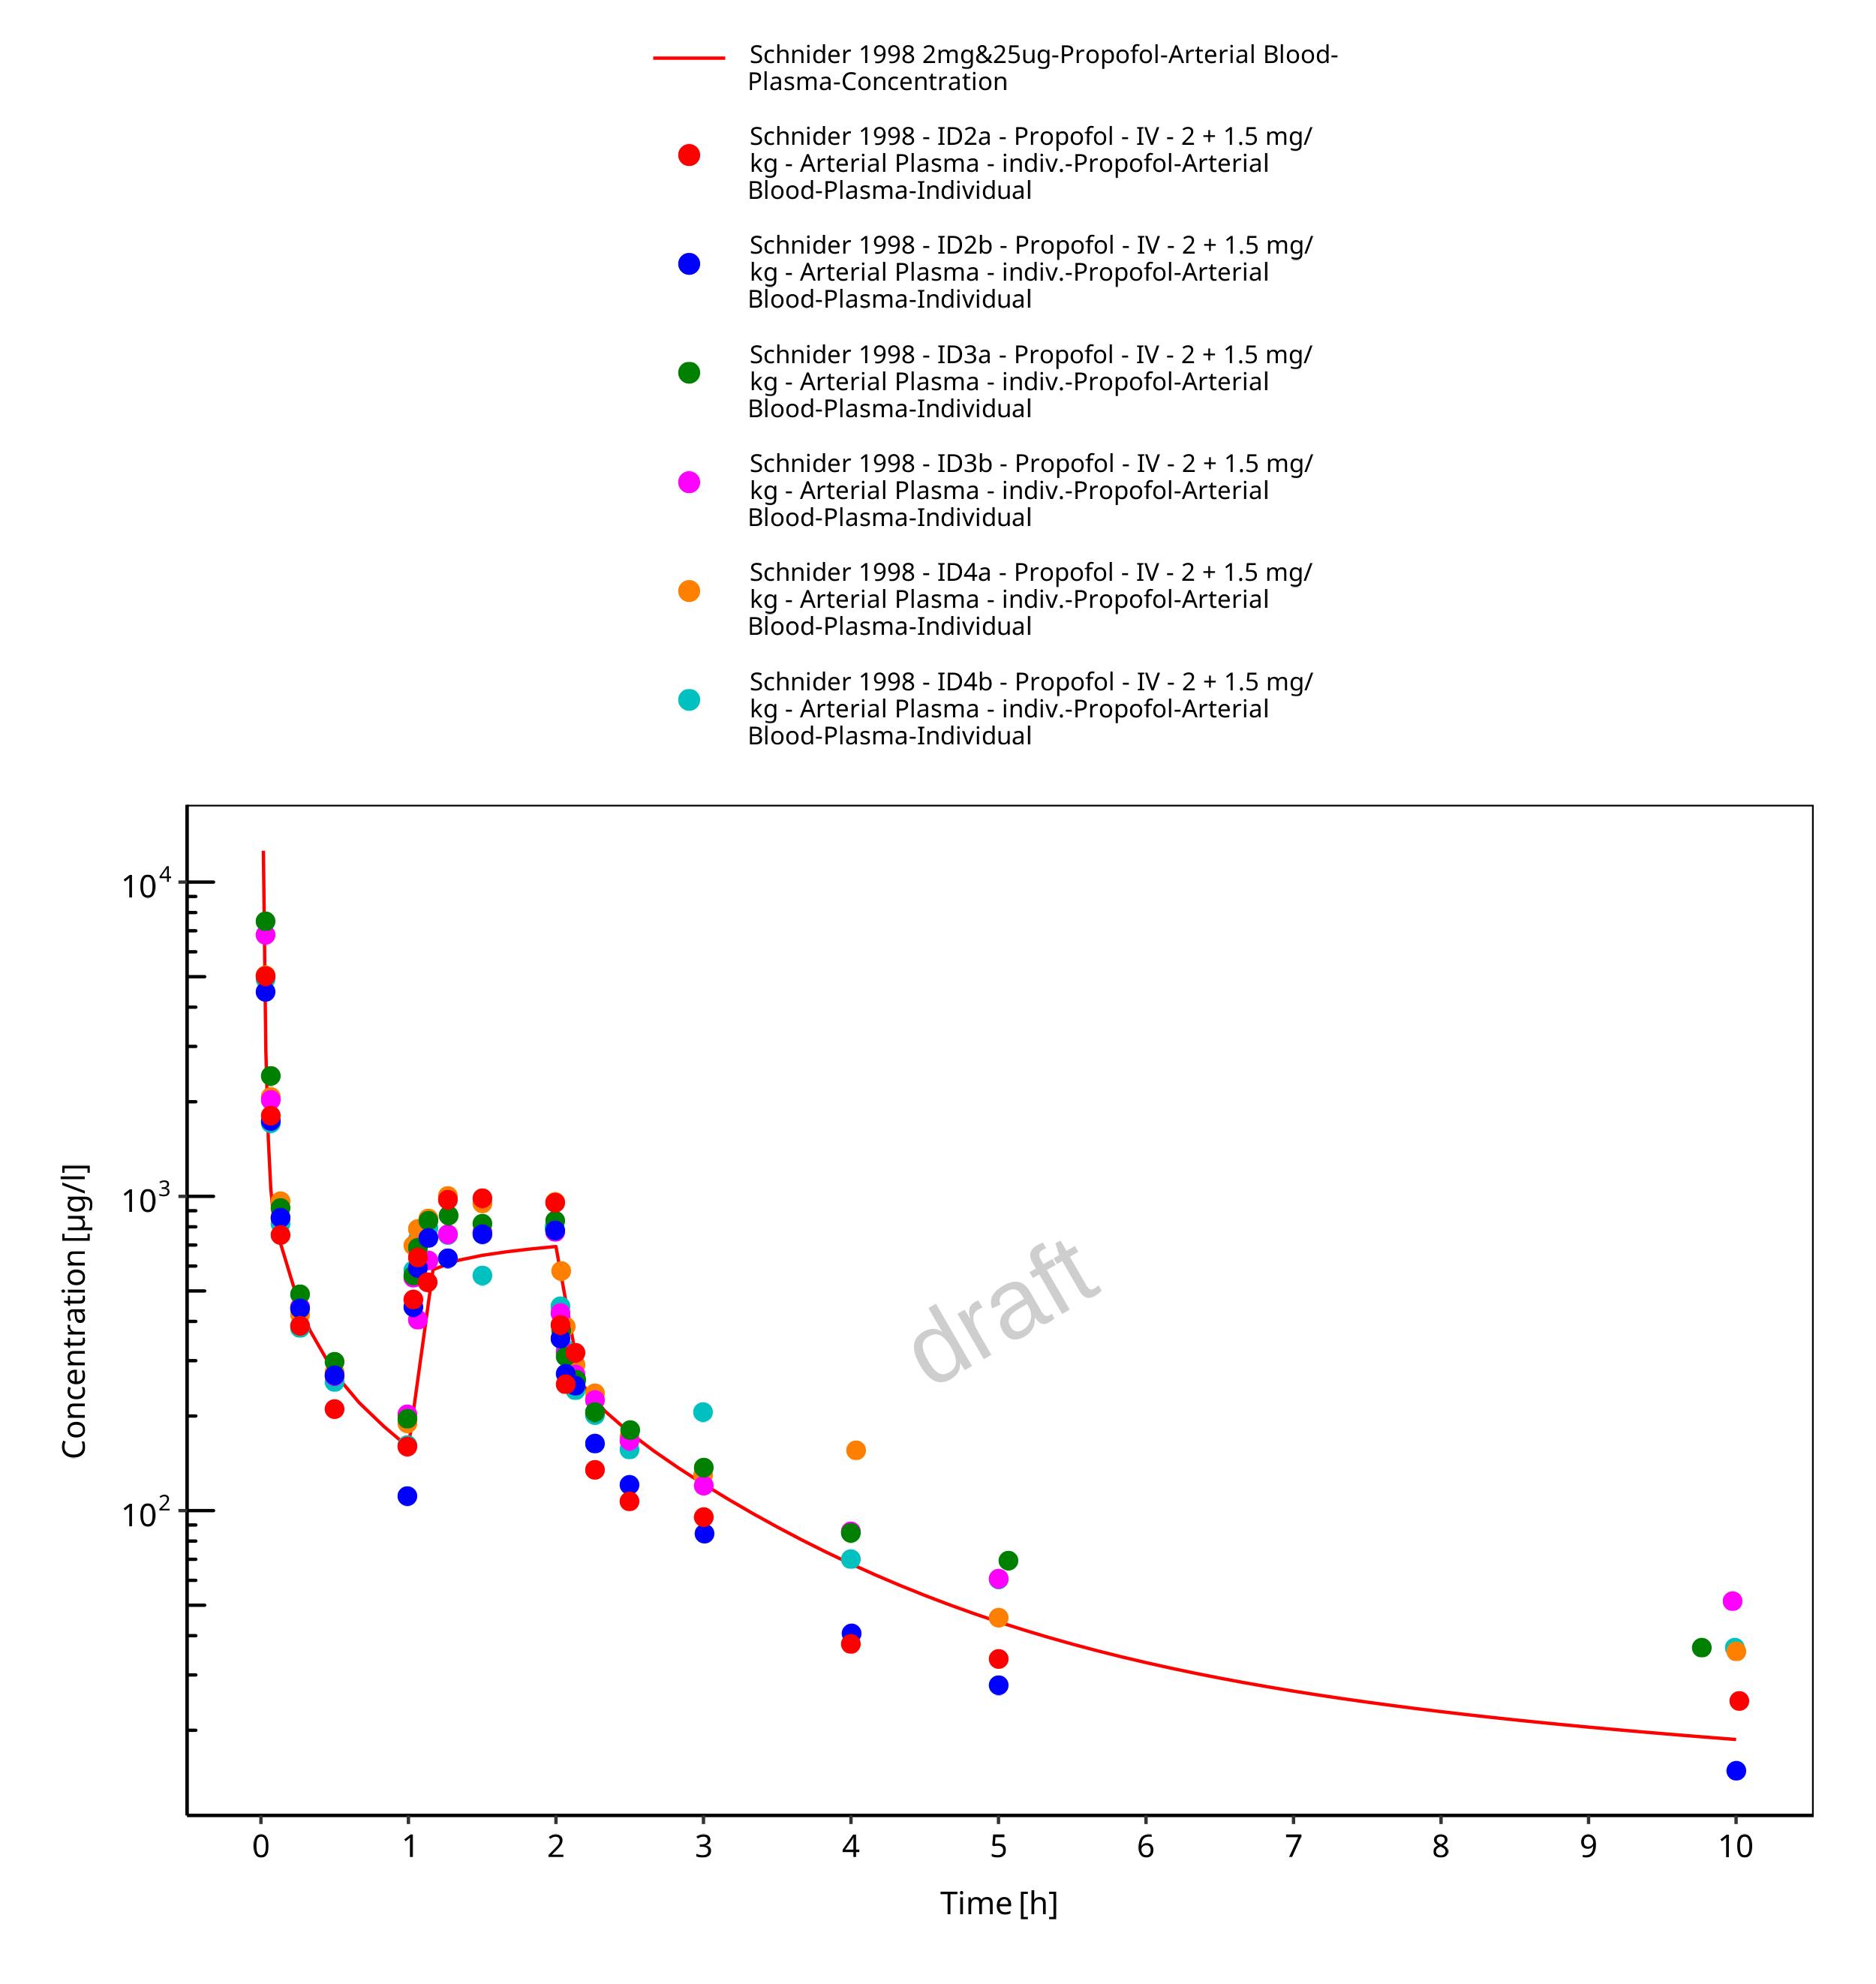 Schnider 1998 2mg&25ug-Propofol-Arterial Blood-
Plasma-Concentration
Schnider 1998 - ID2a - Propofol - IV - 2 + 1.5 mg/
kg - Arterial Plasma - indiv.-Propofol-Arterial
Blood-Plasma-Individual
Schnider 1998 - ID2b - Propofol - IV - 2 + 1.5 mg/
kg - Arterial Plasma - indiv.-Propofol-Arterial
Blood-Plasma-Individual
Schnider 1998 - ID3a - Propofol - IV - 2 + 1.5 mg/
kg - Arterial Plasma - indiv.-Propofol-Arterial
Blood-Plasma-Individual
Schnider 1998 - ID3b - Propofol - IV - 2 + 1.5 mg/
kg - Arterial Plasma - indiv.-Propofol-Arterial
Blood-Plasma-Individual
Schnider 1998 - ID4a - Propofol - IV - 2 + 1.5 mg/
kg - Arterial Plasma - indiv.-Propofol-Arterial
Blood-Plasma-Individual
Schnider 1998 - ID4b - Propofol - IV - 2 + 1.5 mg/
kg - Arterial Plasma - indiv.-Propofol-Arterial
Blood-Plasma-Individual
10⁴
10³
10²
Concentration [µg/l]
draft
0 1 2 3 4 5 6 7 8 9 10
Time [h]